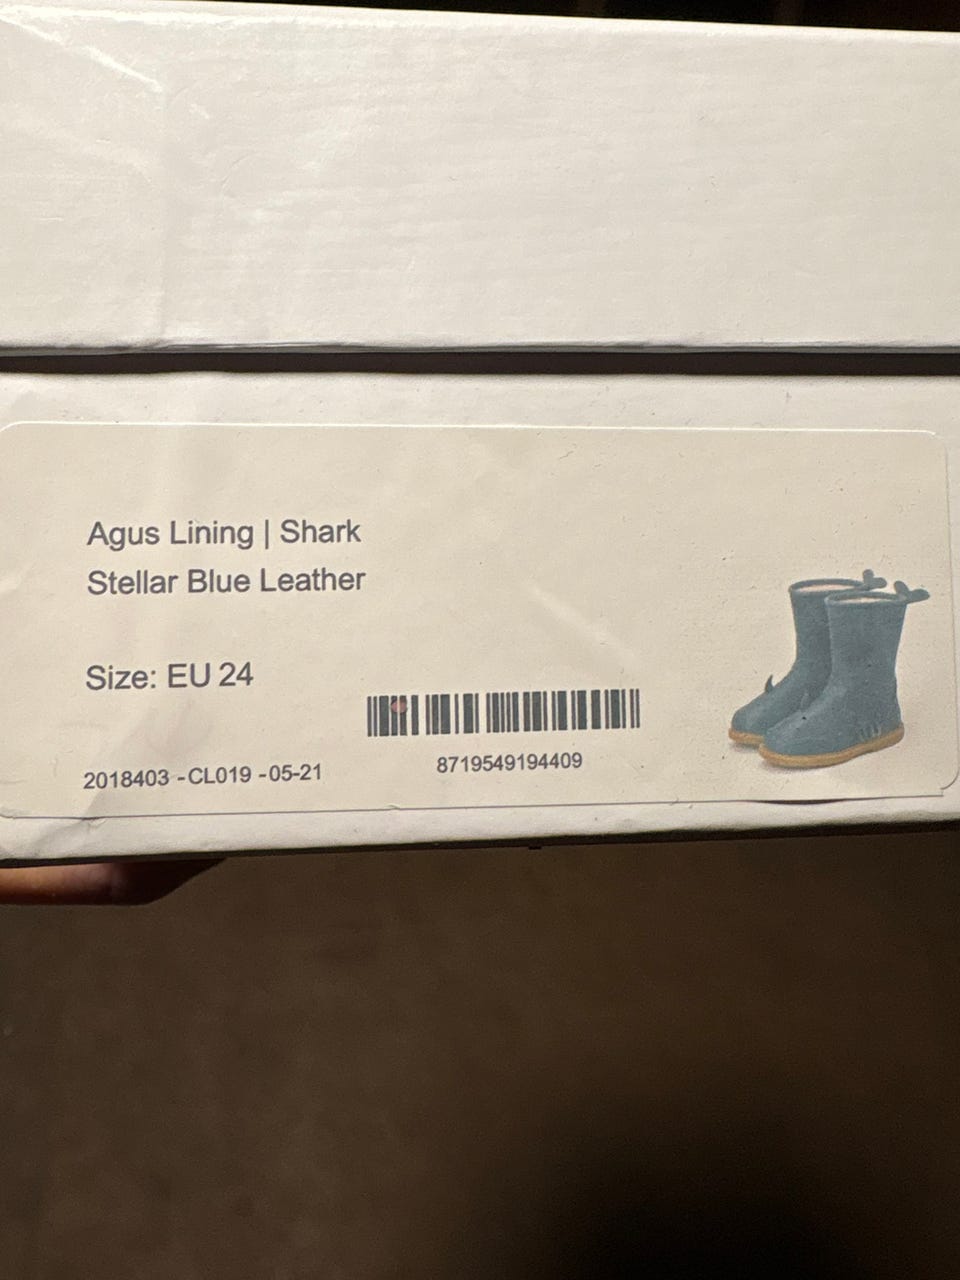 Agus Lining | Shark
Stellar Blue Leather
Size: EU 24
8719549194409
2018403 -CL019 -05-21